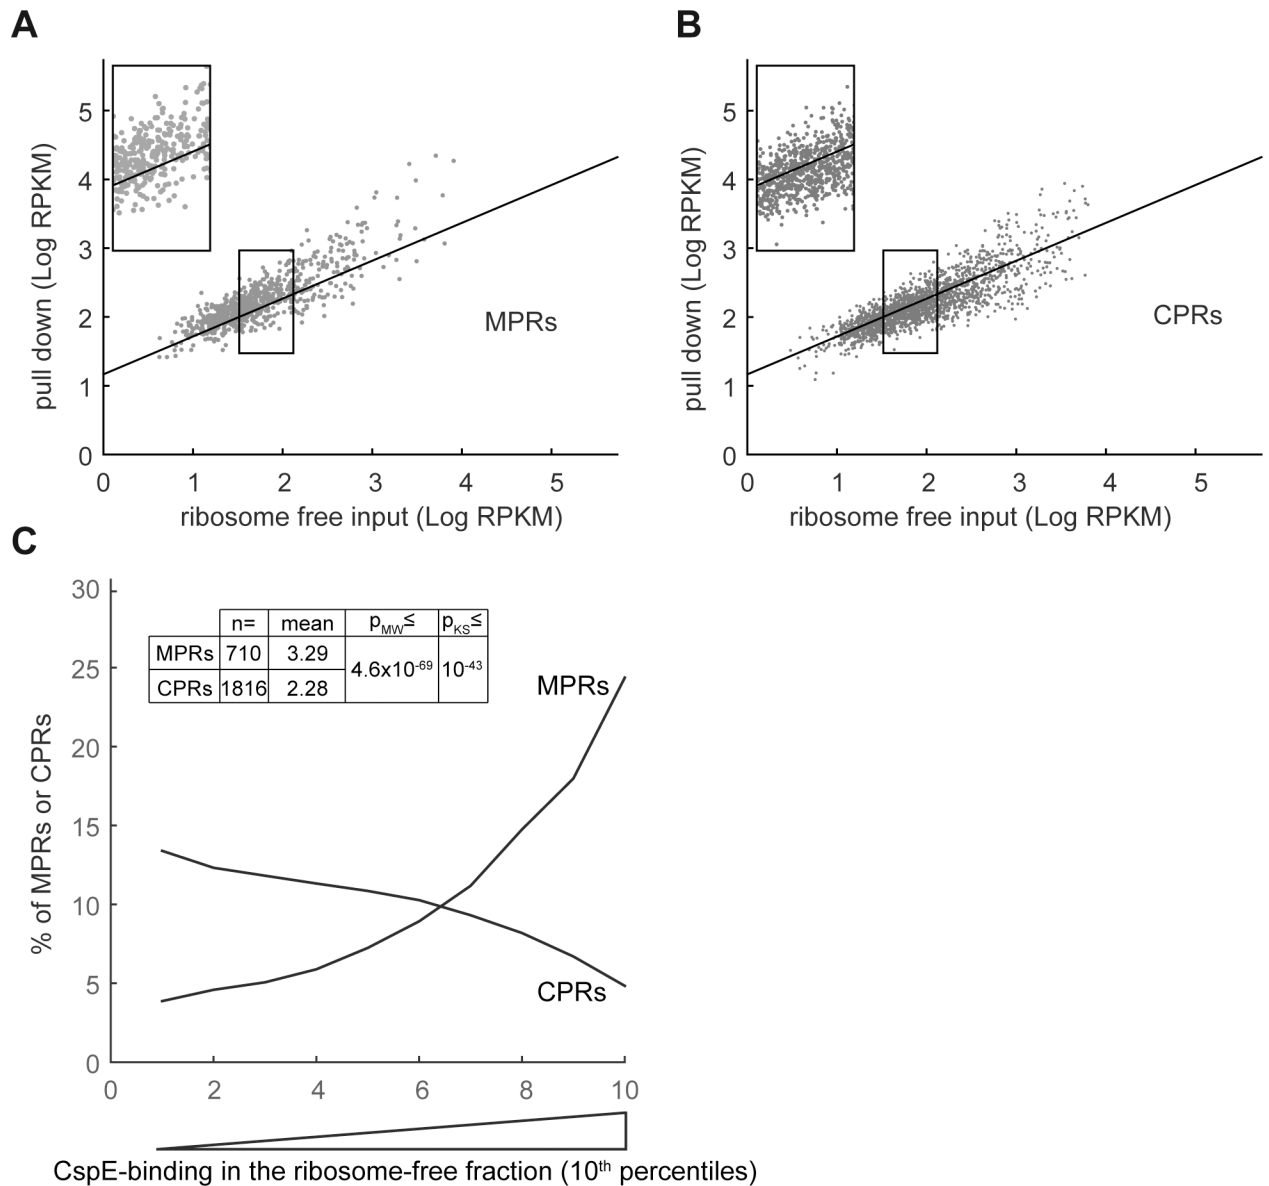 A
pull down (Log RPKM)
5
4
3
2
1
0
MPRs
0 1 2 3 4 5
ribosome free input (Log RPKM)
B
pull down (Log RPKM)
5
4
3
2
1
0
CPRs
0 1 2 3 4 5
ribosome free input (Log RPKM)
C
% of MPRs or CPRs
30
25
20
15
10
5
0
n= mean pMW≤ pKS≤
MPRs 710 3.29 4.6x10-69 10-43
CPRs 1816 2.28
MPRs
CPRs
0 2 4 6 8 10
CspE-binding in the ribosome-free fraction (10th percentiles)